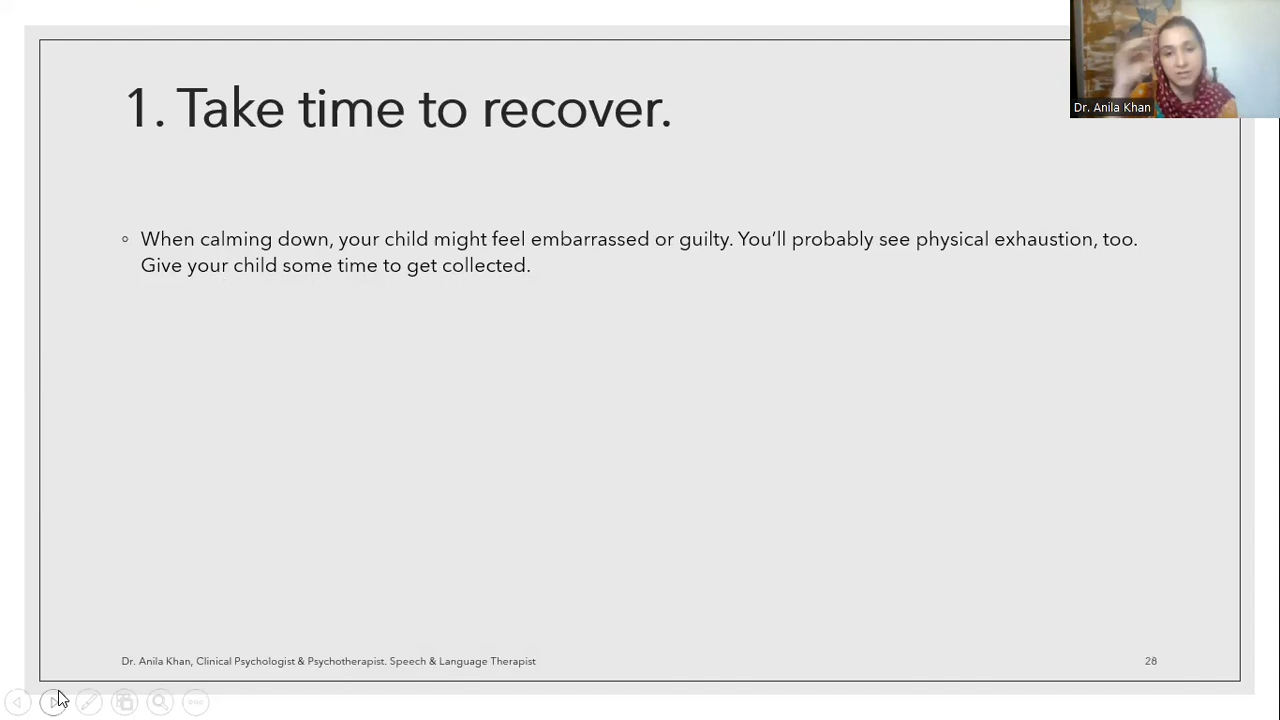 Dr. Anila Khan
1. Take time to recover.
◦ When calming down, your child might feel embarrassed or guilty. You’ll probably see physical exhaustion, too.
Give your child some time to get collected.
Dr. Anila Khan, Clinical Psychologist & Psychotherapist. Speech & Language Therapist
28